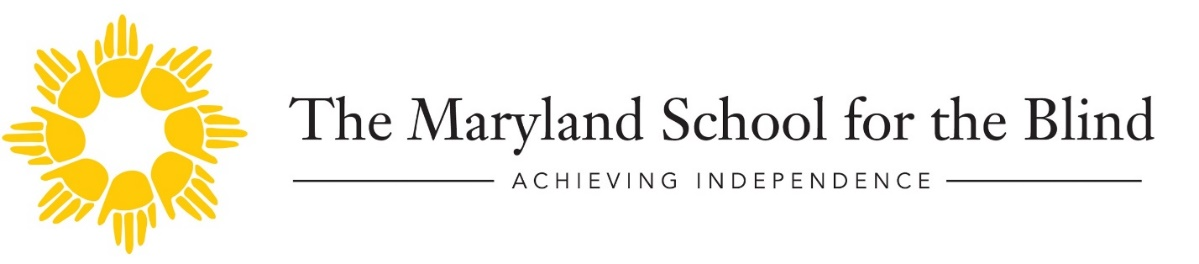 The Maryland School for the Blind
ACHIEVING INDEPENDENCE